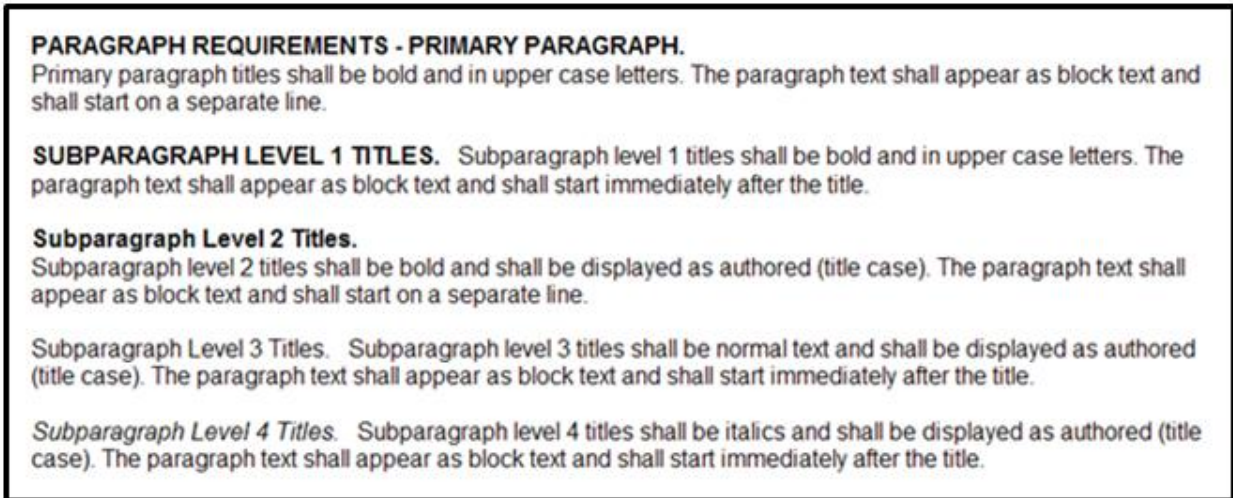 PARAGRAPH REQUIREMENTS - PRIMARY PARAGRAPH.
Primary paragraph titles shall be bold and in upper case letters. The paragraph text shall appear as block text and
shall start on a separate line.
SUBPARAGRAPH LEVEL 1 TITLES. Subparagraph level 1 titles shall be bold and in upper case letters. The
paragraph text shall appear as block text and shall start immediately after the title.
Subparagraph Level 2 Titles.
Subparagraph level 2 titles shall be bold and shall be displayed as authored (title case). The paragraph text shall
appear as block text and shall start on a separate line.
Subparagraph Level 3 Titles. Subparagraph level 3 titles shall be normal text and shall be displayed as authored
(title case). The paragraph text shall appear as block text and shall start immediately after the title.
Subparagraph Level 4 Titles. Subparagraph level 4 titles shall be italics and shall be displayed as authored (title
case). The paragraph text shall appear as block text and shall start immediately after the title.